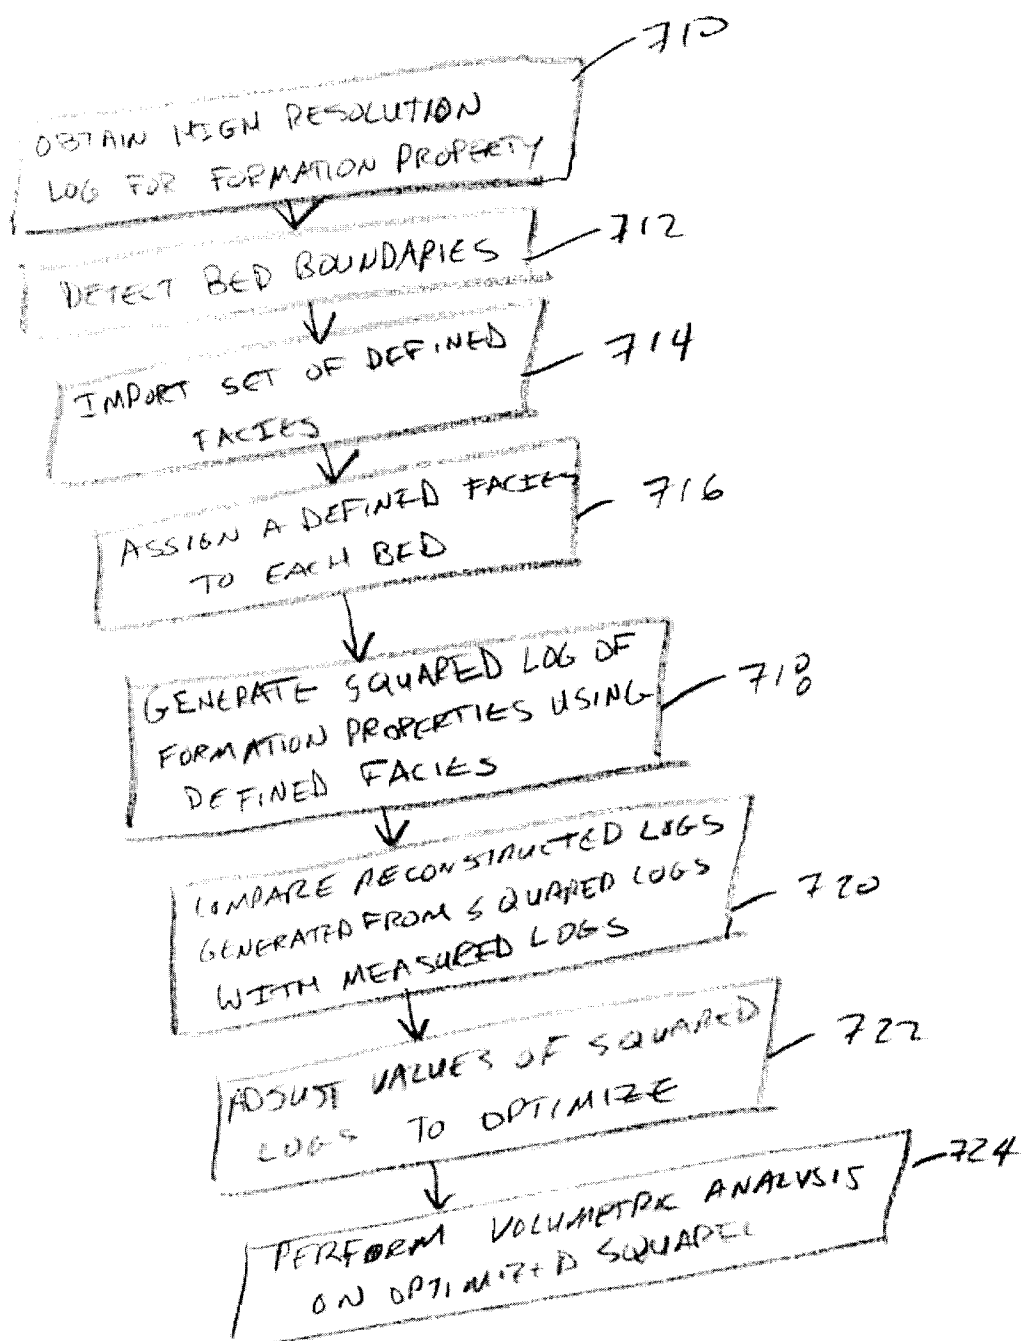 710
OBTAIN HIGH RESOLUTION
LOG FOR FORMATION PROPERTY
712
DETECT BED BOUNDARIES
714
IMPORT SET OF DEFINED
FACIES
716
ASSIGN A DEFINED FACIES
TO EACH BED
718
GENERATE SQUARED LOG OF
FORMATION PROPERTIES USING
DEFINED FACIES
COMPARE RECONSTRUCTED LOGS
720
GENERATED FROM SQUARED LOGS
WITH MEASURED LOGS
722
ADJUST VALUES OF SQUARED
LOGS TO OPTIMIZE
724
PERFORM VOLUMETRIC ANALYSIS
ON OPTIMIZED SQUARED